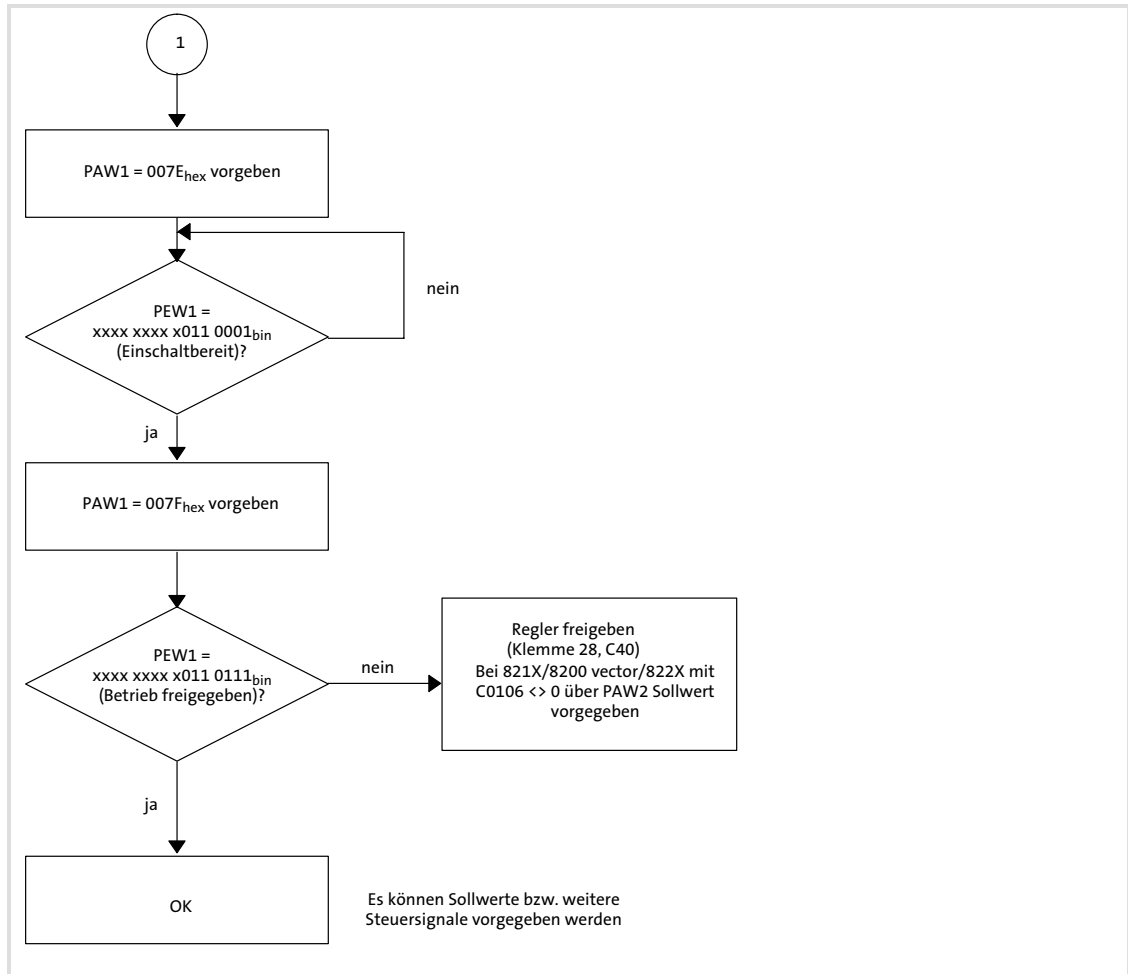 1
PAW1 = 007Ehex vorgeben
nein
PEW1 =
xxxx xxxx x011 0001bin
(Einschaltbereit)?
ja
PAW1 = 007Fhex vorgeben
PEW1 =
xxxx xxxx x011 0111bin
(Betrieb freigegeben)?
nein
Regler freigeben
(Klemme 28, C40)
Bei 821X/8200 vector/822X mit
C0106 <> 0 über PAW2 Sollwert
vorgegeben
ja
OK
Es können Sollwerte bzw. weitere
Steuersignale vorgegeben werden